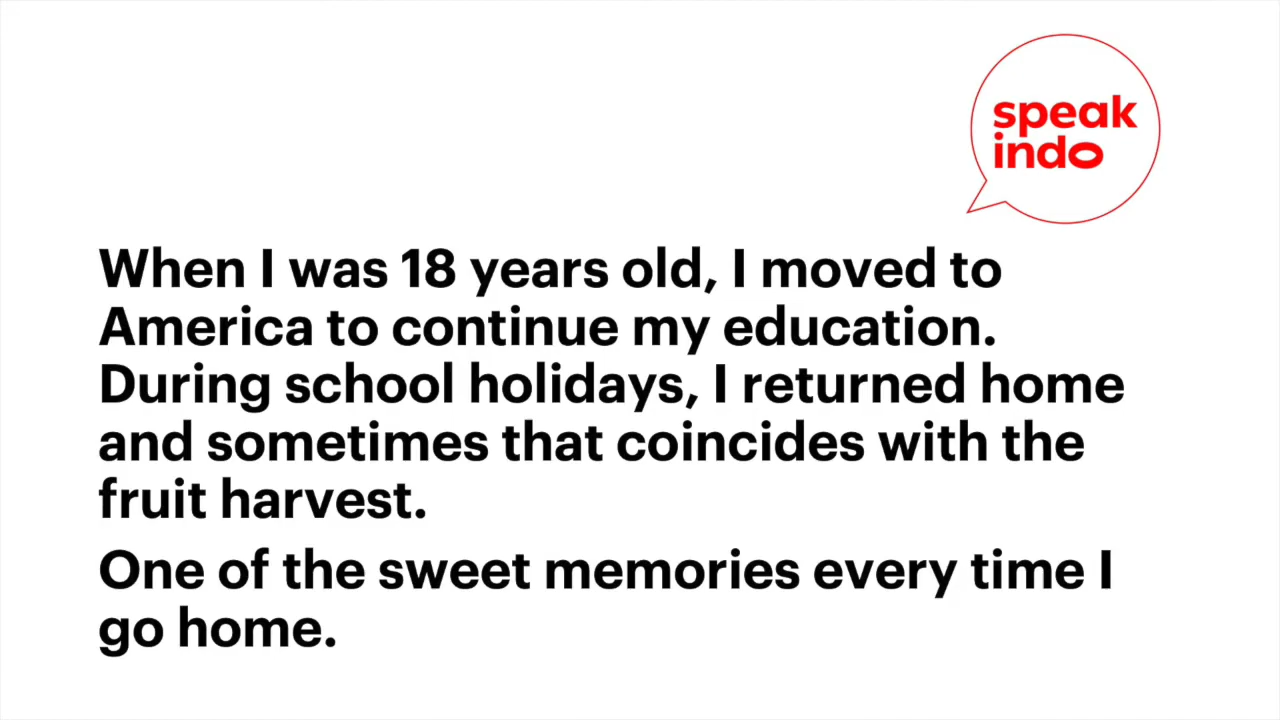 speak
indo
When I was 18 years old, I moved to
America to continue my education.
During school holidays, I returned home
and sometimes that coincides with the
fruit harvest.
One of the sweet memories every time I
go home.